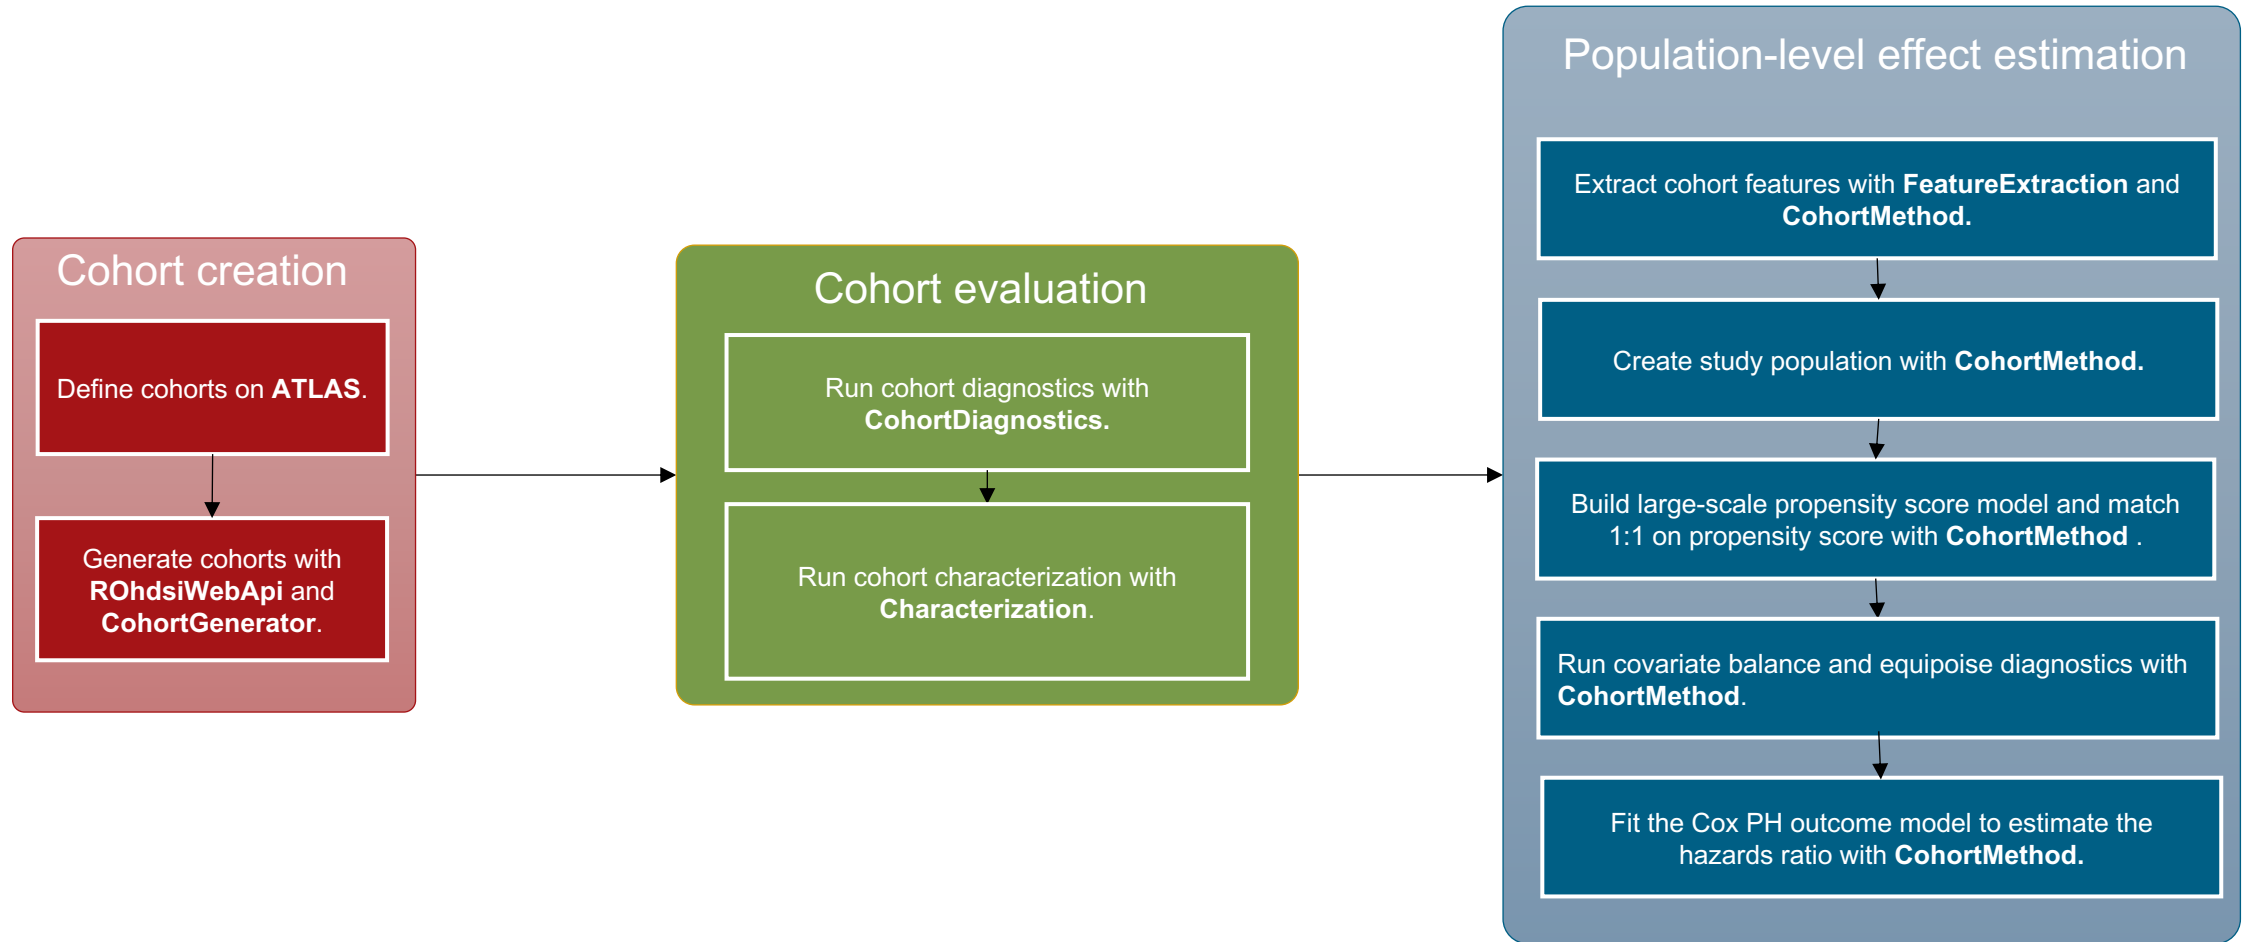 Cohort creation
Define cohorts on ATLAS.
Generate cohorts with
ROhdsiWebApi and
CohortGenerator.
Cohort evaluation
Run cohort diagnostics with
CohortDiagnostics.
Run cohort characterization with
Characterization.
Population-level effect estimation
Extract cohort features with FeatureExtraction and
CohortMethod.
Create study population with CohortMethod.
Build large-scale propensity score model and match
1:1 on propensity score with CohortMethod .
Run covariate balance and equipoise diagnostics with
CohortMethod.
Fit the Cox PH outcome model to estimate the
hazards ratio with CohortMethod.